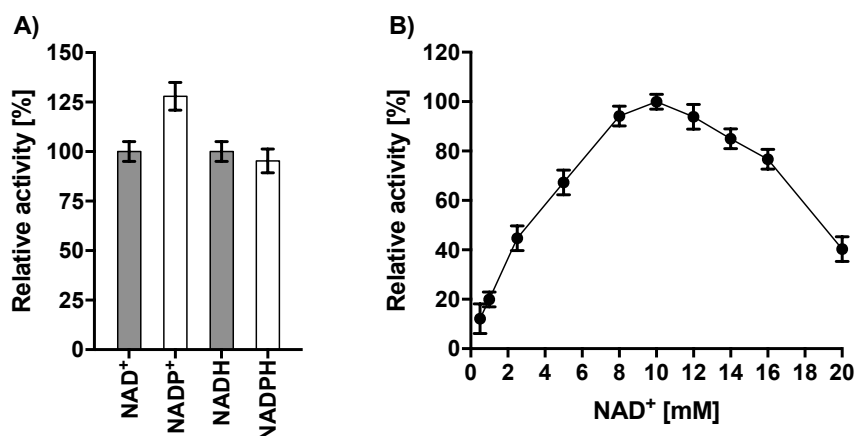 A)
Relative activity [%]
150
125
100
75
50
25
0
NAD+
NADP+
NADH
NADPH
B)
Relative activity [%]
120
100
80
60
40
20
0
0 2 4 6 8 10 12 14 16 20
NAD+ [mM]